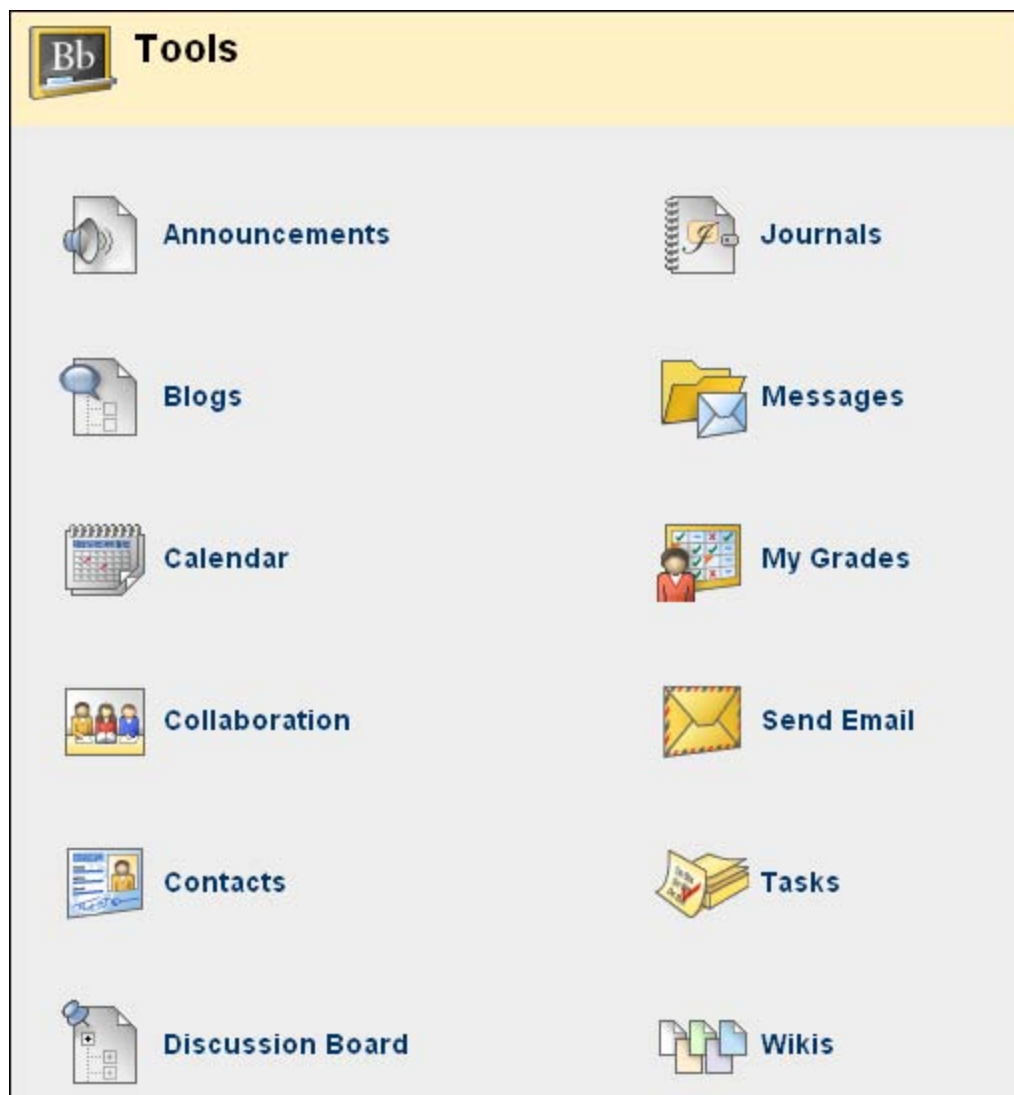 Bb
Tools
Announcements
Journals
Blogs
Messages
Calendar
My Grades
Collaboration
Send Email
Contacts
Tasks
Discussion Board
Wikis